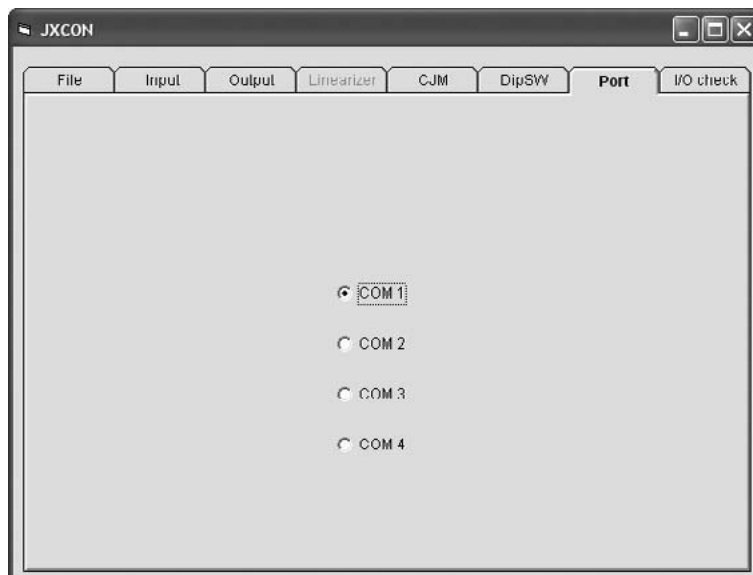 JXCON
File Input Output Linearizer CJM DipSW Port I/O check
COM 1
COM 2
COM 3
COM 4